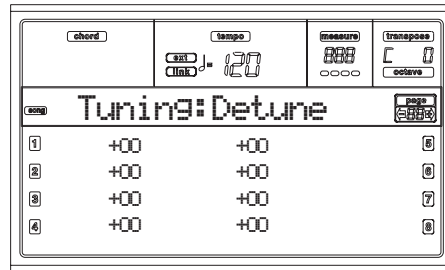 chord tempo measure transpose
ext link ♩= 120 888 C 0
octave
song Tuning:Detune page 88
1 +00 +00 5
2 +00 +00 6
3 +00 +00 7
4 +00 +00 8